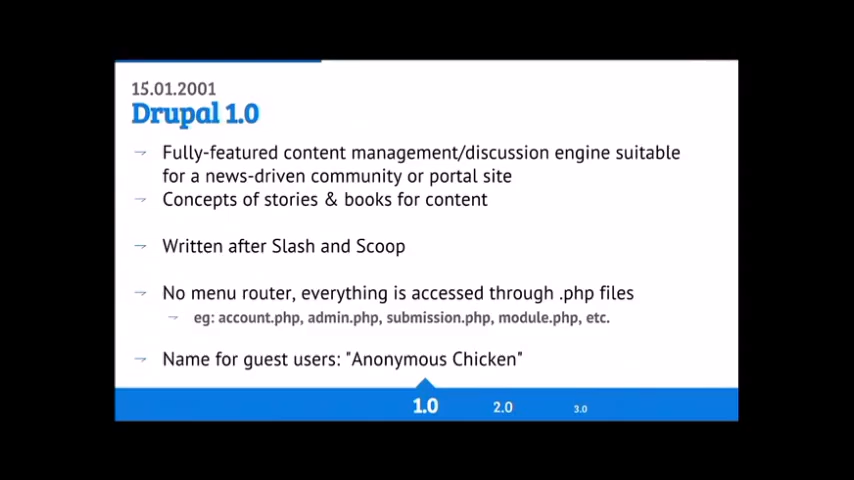 15.01.2001
Drupal 1.0
→ Fully-featured content management/discussion engine suitable
for a news-driven community or portal site
→ Concepts of stories & books for content
→ Written after Slash and Scoop
→ No menu router, everything is accessed through .php files
→ eg: account.php, admin.php, submission.php, module.php, etc.
→ Name for guest users: "Anonymous Chicken"
1.0 2.0 3.0